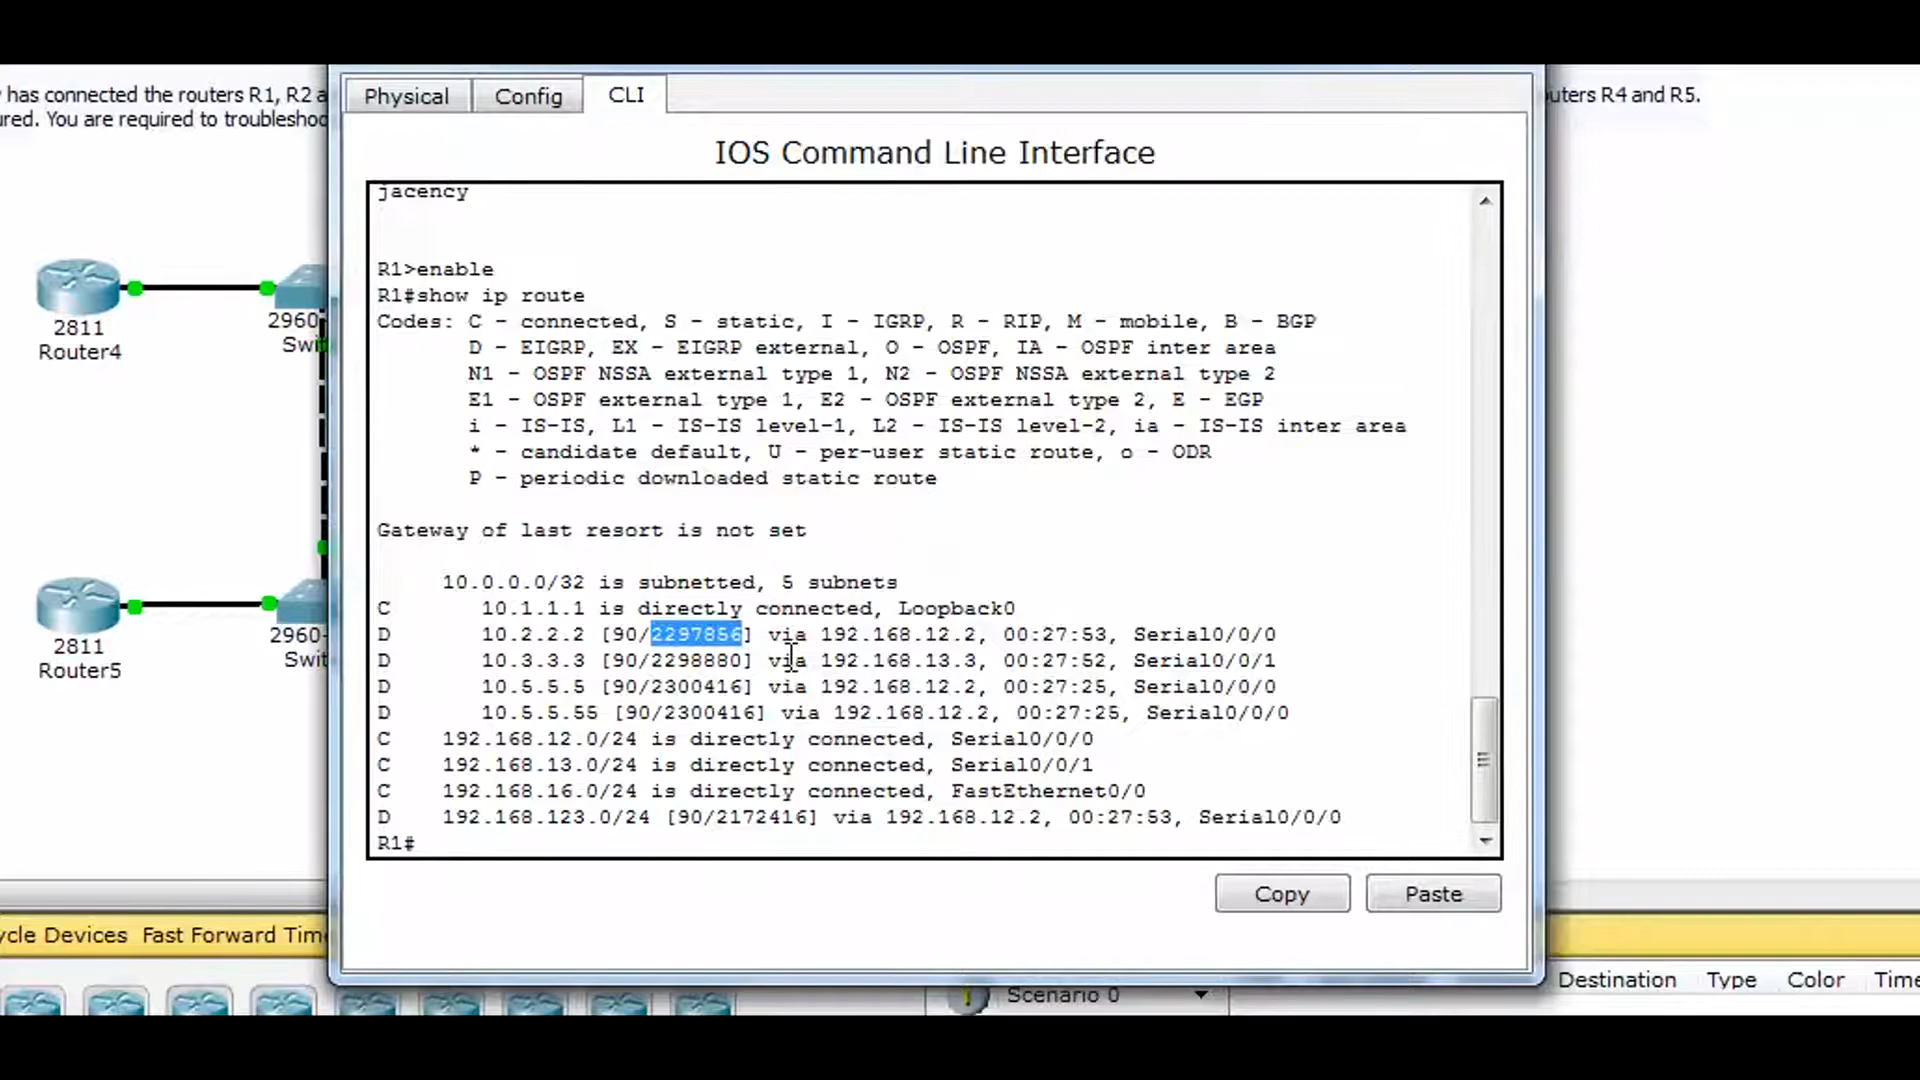 has connected the routers R1, R2 a
uters R4 and R5.
ured. You are required to troubleshoo
Physical Config CLI
IOS Command Line Interface
jacency
R1>enable
R1#show ip route
Codes: C - connected, S - static, I - IGRP, R - RIP, M - mobile, B - BGP
D - EIGRP, EX - EIGRP external, O - OSPF, IA - OSPF inter area
N1 - OSPF NSSA external type 1, N2 - OSPF NSSA external type 2
E1 - OSPF external type 1, E2 - OSPF external type 2, E - EGP
i - IS-IS, L1 - IS-IS level-1, L2 - IS-IS level-2, ia - IS-IS inter area
* - candidate default, U - per-user static route, o - ODR
P - periodic downloaded static route
Gateway of last resort is not set
10.0.0.0/32 is subnetted, 5 subnets
C 10.1.1.1 is directly connected, Loopback0
D 10.2.2.2 [90/2297856] via 192.168.12.2, 00:27:53, Serial0/0/0
D 10.3.3.3 [90/2298880] via 192.168.13.3, 00:27:52, Serial0/0/1
D 10.5.5.5 [90/2300416] via 192.168.12.2, 00:27:25, Serial0/0/0
D 10.5.5.55 [90/2300416] via 192.168.12.2, 00:27:25, Serial0/0/0
C 192.168.12.0/24 is directly connected, Serial0/0/0
C 192.168.13.0/24 is directly connected, Serial0/0/1
C 192.168.16.0/24 is directly connected, FastEthernet0/0
D 192.168.123.0/24 [90/2172416] via 192.168.12.2, 00:27:53, Serial0/0/0
R1#
Copy Paste
2811
Router4
2960
Swi
2811
Router5
2960-
Swit
ycle Devices Fast Forward Tim
Scenario 0
Destination Type Color Time